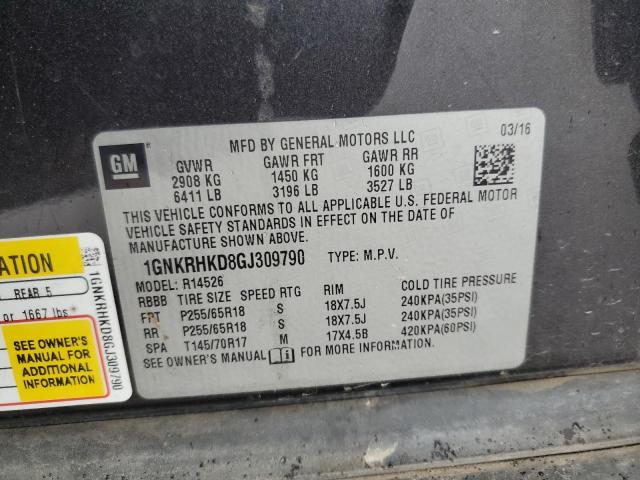 GM
MFD BY GENERAL MOTORS LLC
03/16
GVWR GAWR FRT GAWR RR
2908 KG 1450 KG 1600 KG
6411 LB 3196 LB 3527 LB
THIS VEHICLE CONFORMS TO ALL APPLICABLE U.S. FEDERAL MOTOR
VEHICLE SAFETY STANDARDS IN EFFECT ON THE DATE OF
MANUFACTURE SHOWN ABOVE.
1GNKRHKD8GJ309790 TYPE: M.P.V.
MODEL: R14526
RBBB TIRE SIZE SPEED RTG RIM COLD TIRE PRESSURE
FRT P255/65R18 S 18X7.5J 240KPA(35PSI)
RR P255/65R18 S 18X7.5J 240KPA(35PSI)
SPA T145/70R17 M 17X4.5B 420KPA(60PSI)
SEE OWNER'S MANUAL FOR MORE INFORMATION.
ATION
REAR 5
or 1667 lbs
SEE OWNER'S
MANUAL FOR
ADDITIONAL
INFORMATION
1GNKRHKD8GJ309790